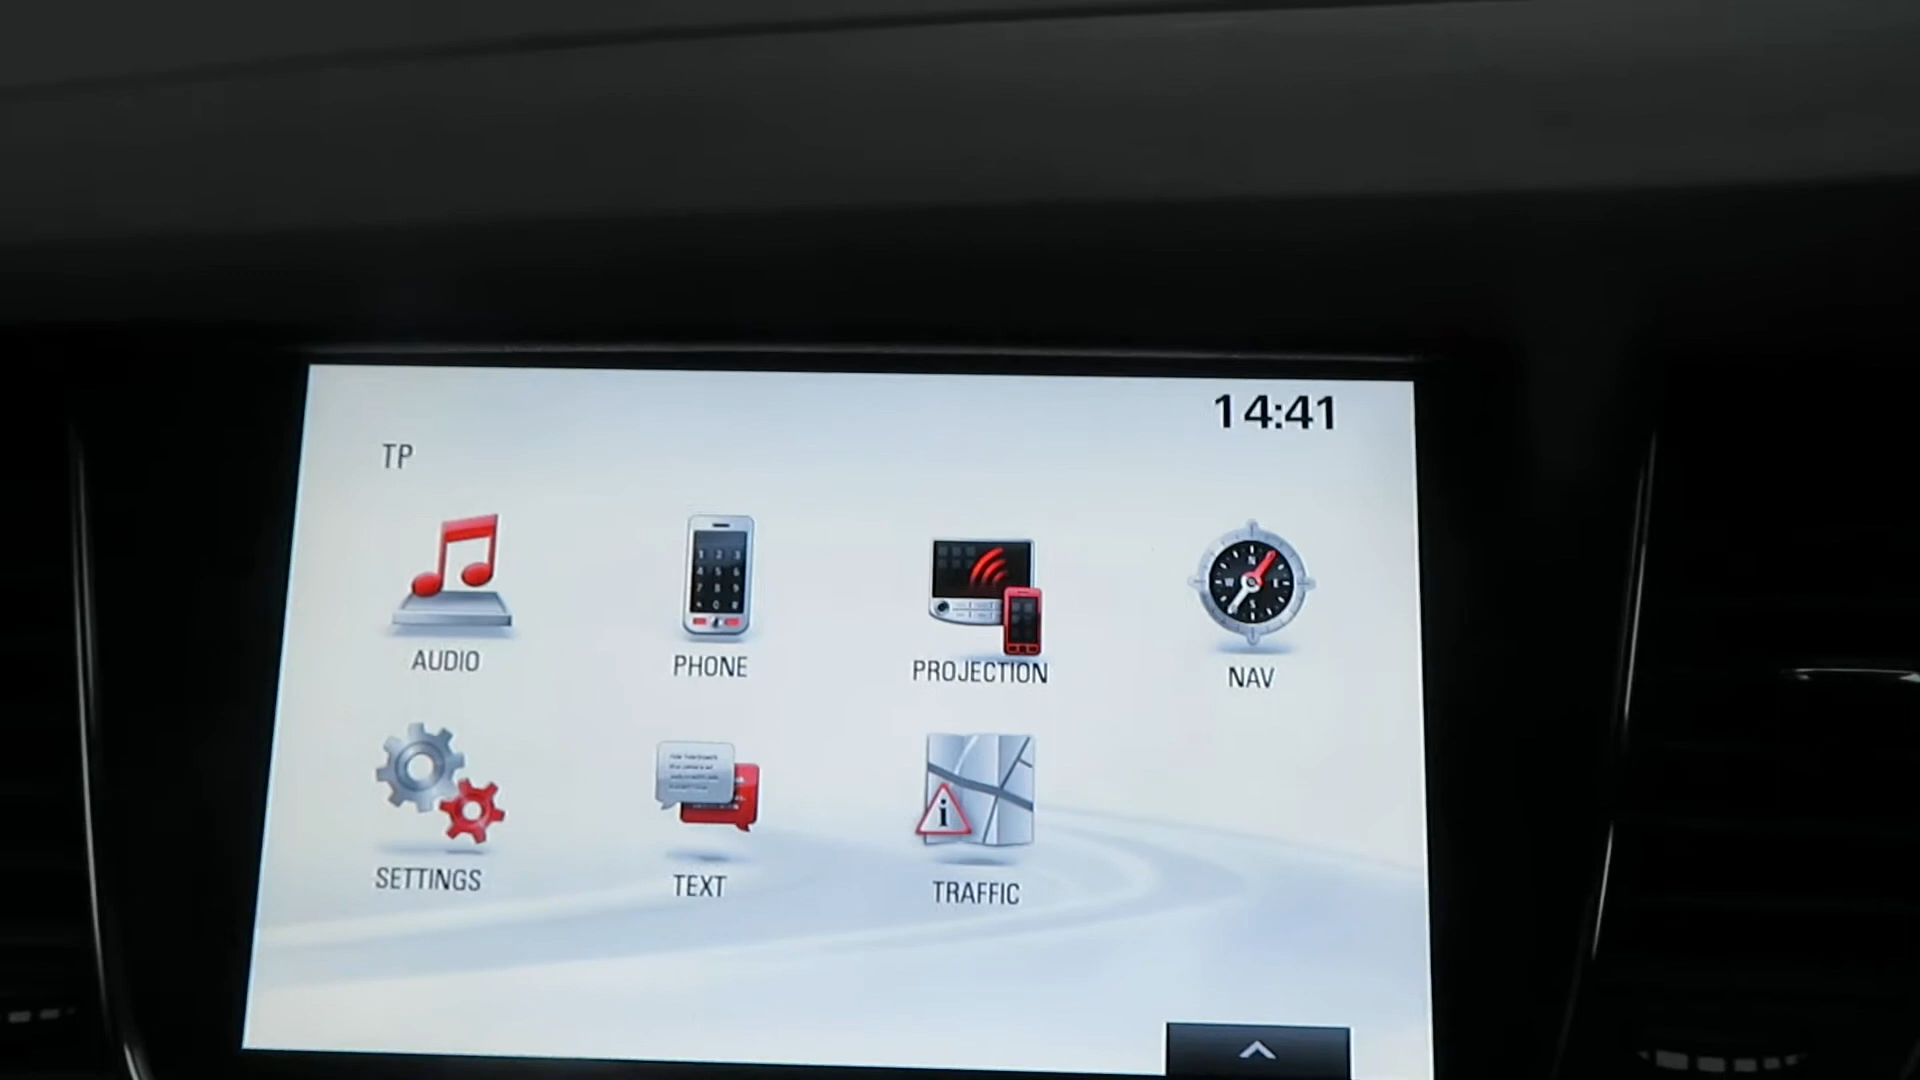 14:41
TP
AUDIO
PHONE
PROJECTION
NAV
SETTINGS
TEXT
TRAFFIC